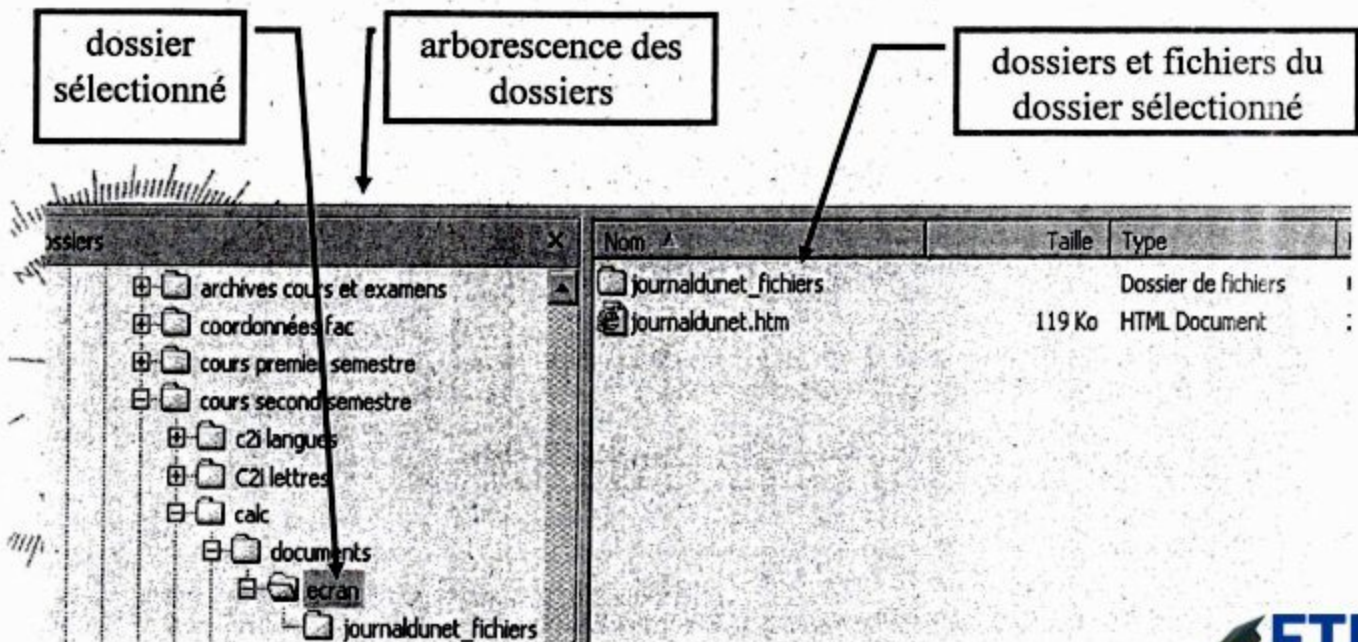 dossier
sélectionné
arborescence des
dossiers
dossiers et fichiers du
dossier sélectionné
ossiers
Nom
Taille
Type
archives cours et examens
coordonnées fac
cours premier semestre
cours second semestre
c2i langues
C2i lettres
calc
documents
ecran
journaldunet_fichiers
journaldunet_fichiers
Dossier de fichiers
journaldunet.htm
119 Ko
HTML Document